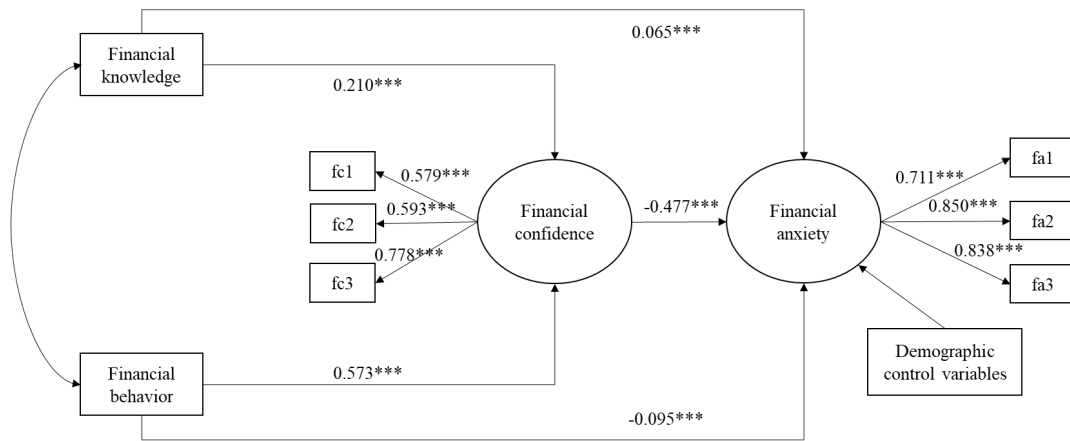 0.065***
Financial
knowledge
0.210***
fc1
0.579***
fc2
0.593***
fc3
0.778***
Financial
confidence
-0.477***
Financial
anxiety
0.711***
fa1
0.850***
fa2
0.838***
fa3
Demographic
control variables
Financial
behavior
0.573***
-0.095***